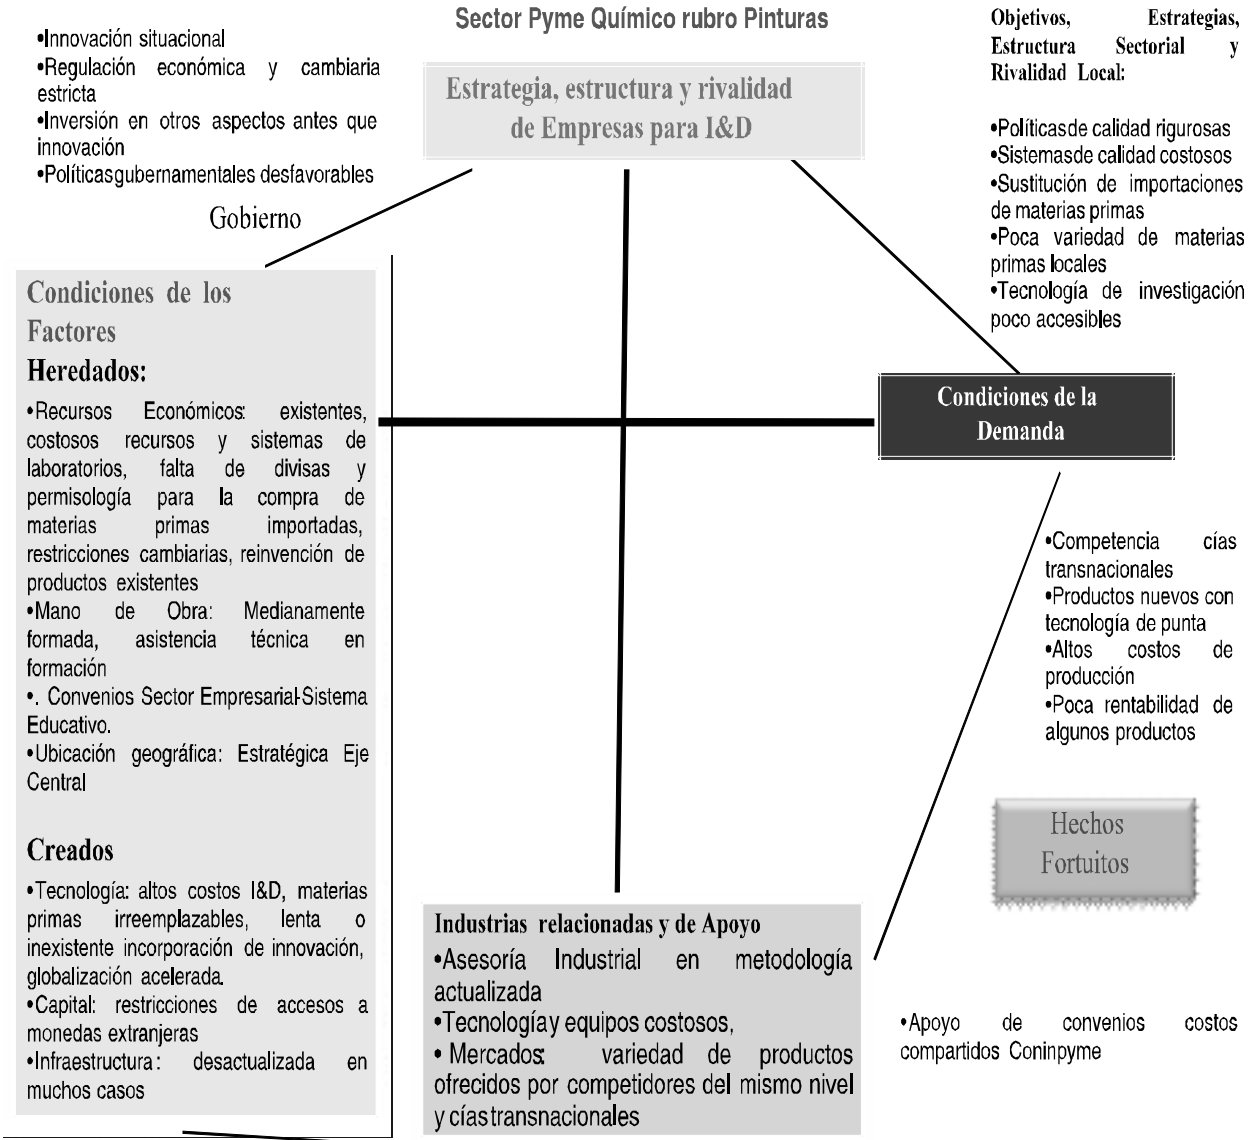 Sector Pyme Químico rubro Pinturas
•Innovación situacional
•Regulación económica y cambiaria
estricta
•Inversión en otros aspectos antes que
innovación
•Políticasgubernamentales desfavorables
Gobierno
Estrategia, estructura y rivalidad
de Empresas para I&D
Objetivos, Estrategias,
Estructura Sectorial y
Rivalidad Local:
•Políticasde calidad rigurosas
•Sistemasde calidad costosos
•Sustitución de importaciones
de materias primas
•Poca variedad de materias
primas locales
•Tecnología de investigación
poco accesibles
Condiciones de los
Factores
Heredados:
•Recursos Económicos: existentes,
costosos recursos y sistemas de
laboratorios, falta de divisas y
permisología para la compra de
materias primas importadas,
restricciones cambiarias, reinvención de
productos existentes
•Mano de Obra: Medianamente
formada, asistencia técnica en
formación
•. Convenios Sector Empresarial-Sistema
Educativo.
•Ubicación geográfica: Estratégica Eje
Central
Creados
•Tecnología: altos costos I&D, materias
primas irreemplazables, lenta o
inexistente incorporación de innovación,
globalización acelerada.
•Capital: restricciones de accesos a
monedas extranjeras
•Infraestructura: desactualizada en
muchos casos
Condiciones de la
Demanda
•Competencia cías
transnacionales
•Productos nuevos con
tecnología de punta
•Altos costos de
producción
•Poca rentabilidad de
algunos productos
Hechos
Fortuitos
Industrias relacionadas y de Apoyo
•Asesoría Industrial en metodología
actualizada
•Tecnologíay equipos costosos,
• Mercados: variedad de productos
ofrecidos por competidores del mismo nivel
y cíastransnacionales
•Apoyo de convenios costos
compartidos Coninpyme